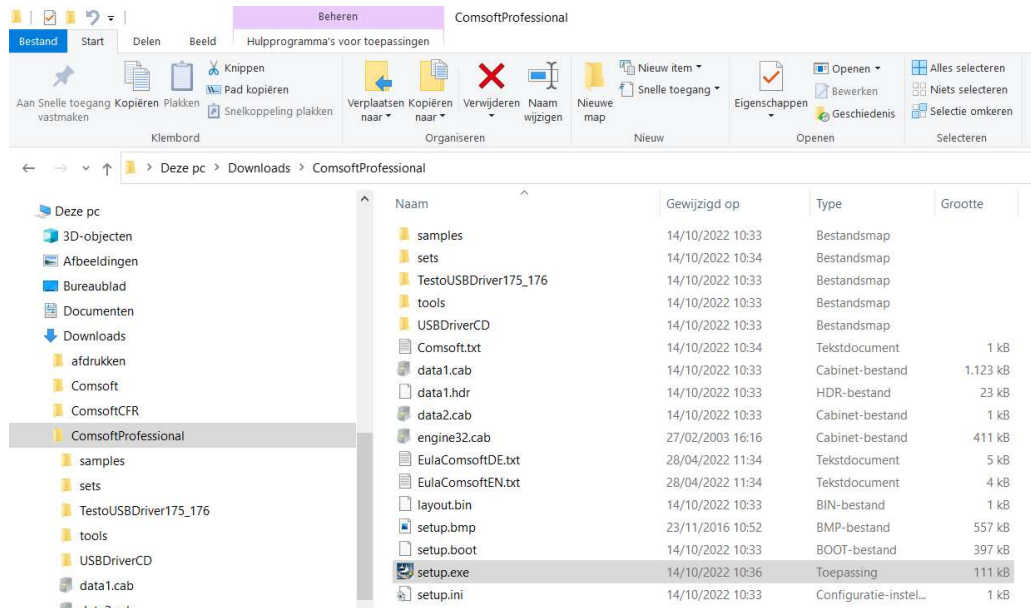 Beheren ComsoftProfessional
Bestand Start Delen Beeld Hulpprogramma's voor toepassingen
Aan Snelle toegang vastmaken
Kopiëren
Plakken
Knippen
Pad kopiëren
Snelkoppeling plakken
Klembord
Verplaatsen naar
Kopiëren naar
Verwijderen
Naam wijzigen
Organiseren
Nieuwe map
Nieuw item
Snelle toegang
Nieuw
Eigenschappen
Openen
Bewerken
Geschiedenis
Openen
Alles selecteren
Niets selecteren
Selectie omkeren
Selecteren
Deze pc > Downloads > ComsoftProfessional
Deze pc
3D-objecten
Afbeeldingen
Bureaublad
Documenten
Downloads
afdrukken
Comsoft
ComsoftCFR
ComsoftProfessional
samples
sets
TestoUSBDriver175_176
tools
USBDriverCD
data1.cab
Naam Gewijzigd op Type Grootte
samples 14/10/2022 10:33 Bestandsmap
sets 14/10/2022 10:34 Bestandsmap
TestoUSBDriver175_176 14/10/2022 10:33 Bestandsmap
tools 14/10/2022 10:33 Bestandsmap
USBDriverCD 14/10/2022 10:33 Bestandsmap
Comsoft.txt 14/10/2022 10:34 Tekstdocument 1 kB
data1.cab 14/10/2022 10:33 Cabinet-bestand 1.123 kB
data1.hdr 14/10/2022 10:33 HDR-bestand 23 kB
data2.cab 14/10/2022 10:33 Cabinet-bestand 1 kB
engine32.cab 27/02/2003 16:16 Cabinet-bestand 411 kB
EulaComsoftDE.txt 28/04/2022 11:34 Tekstdocument 5 kB
EulaComsoftEN.txt 28/04/2022 11:34 Tekstdocument 4 kB
layout.bin 14/10/2022 10:33 BIN-bestand 1 kB
setup.bmp 23/11/2016 10:52 BMP-bestand 557 kB
setup.boot 14/10/2022 10:33 BOOT-bestand 397 kB
setup.exe 14/10/2022 10:36 Toepassing 111 kB
setup.ini 14/10/2022 10:33 Configuratie-instel... 1 kB